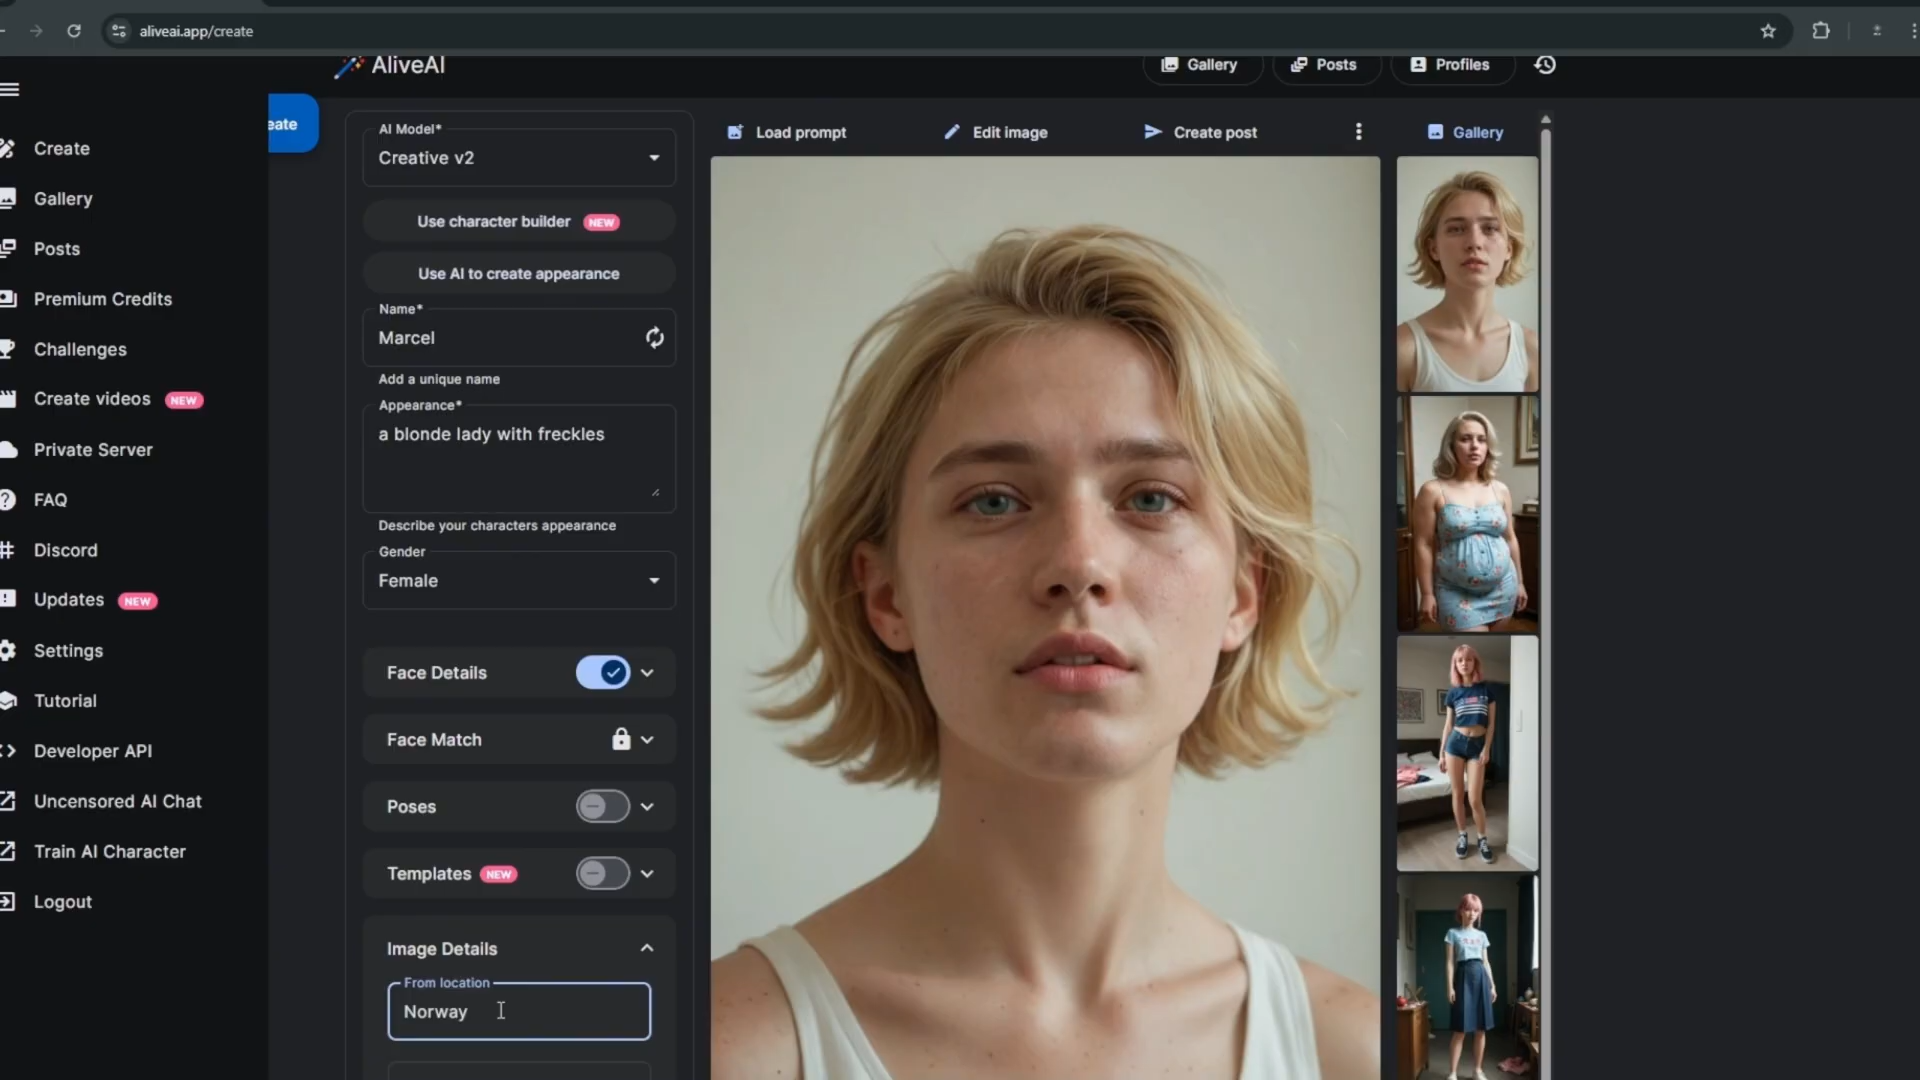 aliveai.app/create
AliveAI
Gallery
Posts
Profiles
Create
Gallery
Posts
Premium Credits
Challenges
Create videos NEW
Private Server
FAQ
Discord
Updates NEW
Settings
Tutorial
Developer API
Uncensored AI Chat
Train AI Character
Logout
eate
AI Model*
Creative v2
Use character builder NEW
Use AI to create appearance
Name*
Marcel
Add a unique name
Appearance*
a blonde lady with freckles
Describe your characters appearance
Gender
Female
Face Details
Face Match
Poses
Templates NEW
Image Details
From location
Norway
Load prompt
Edit image
Create post
Gallery